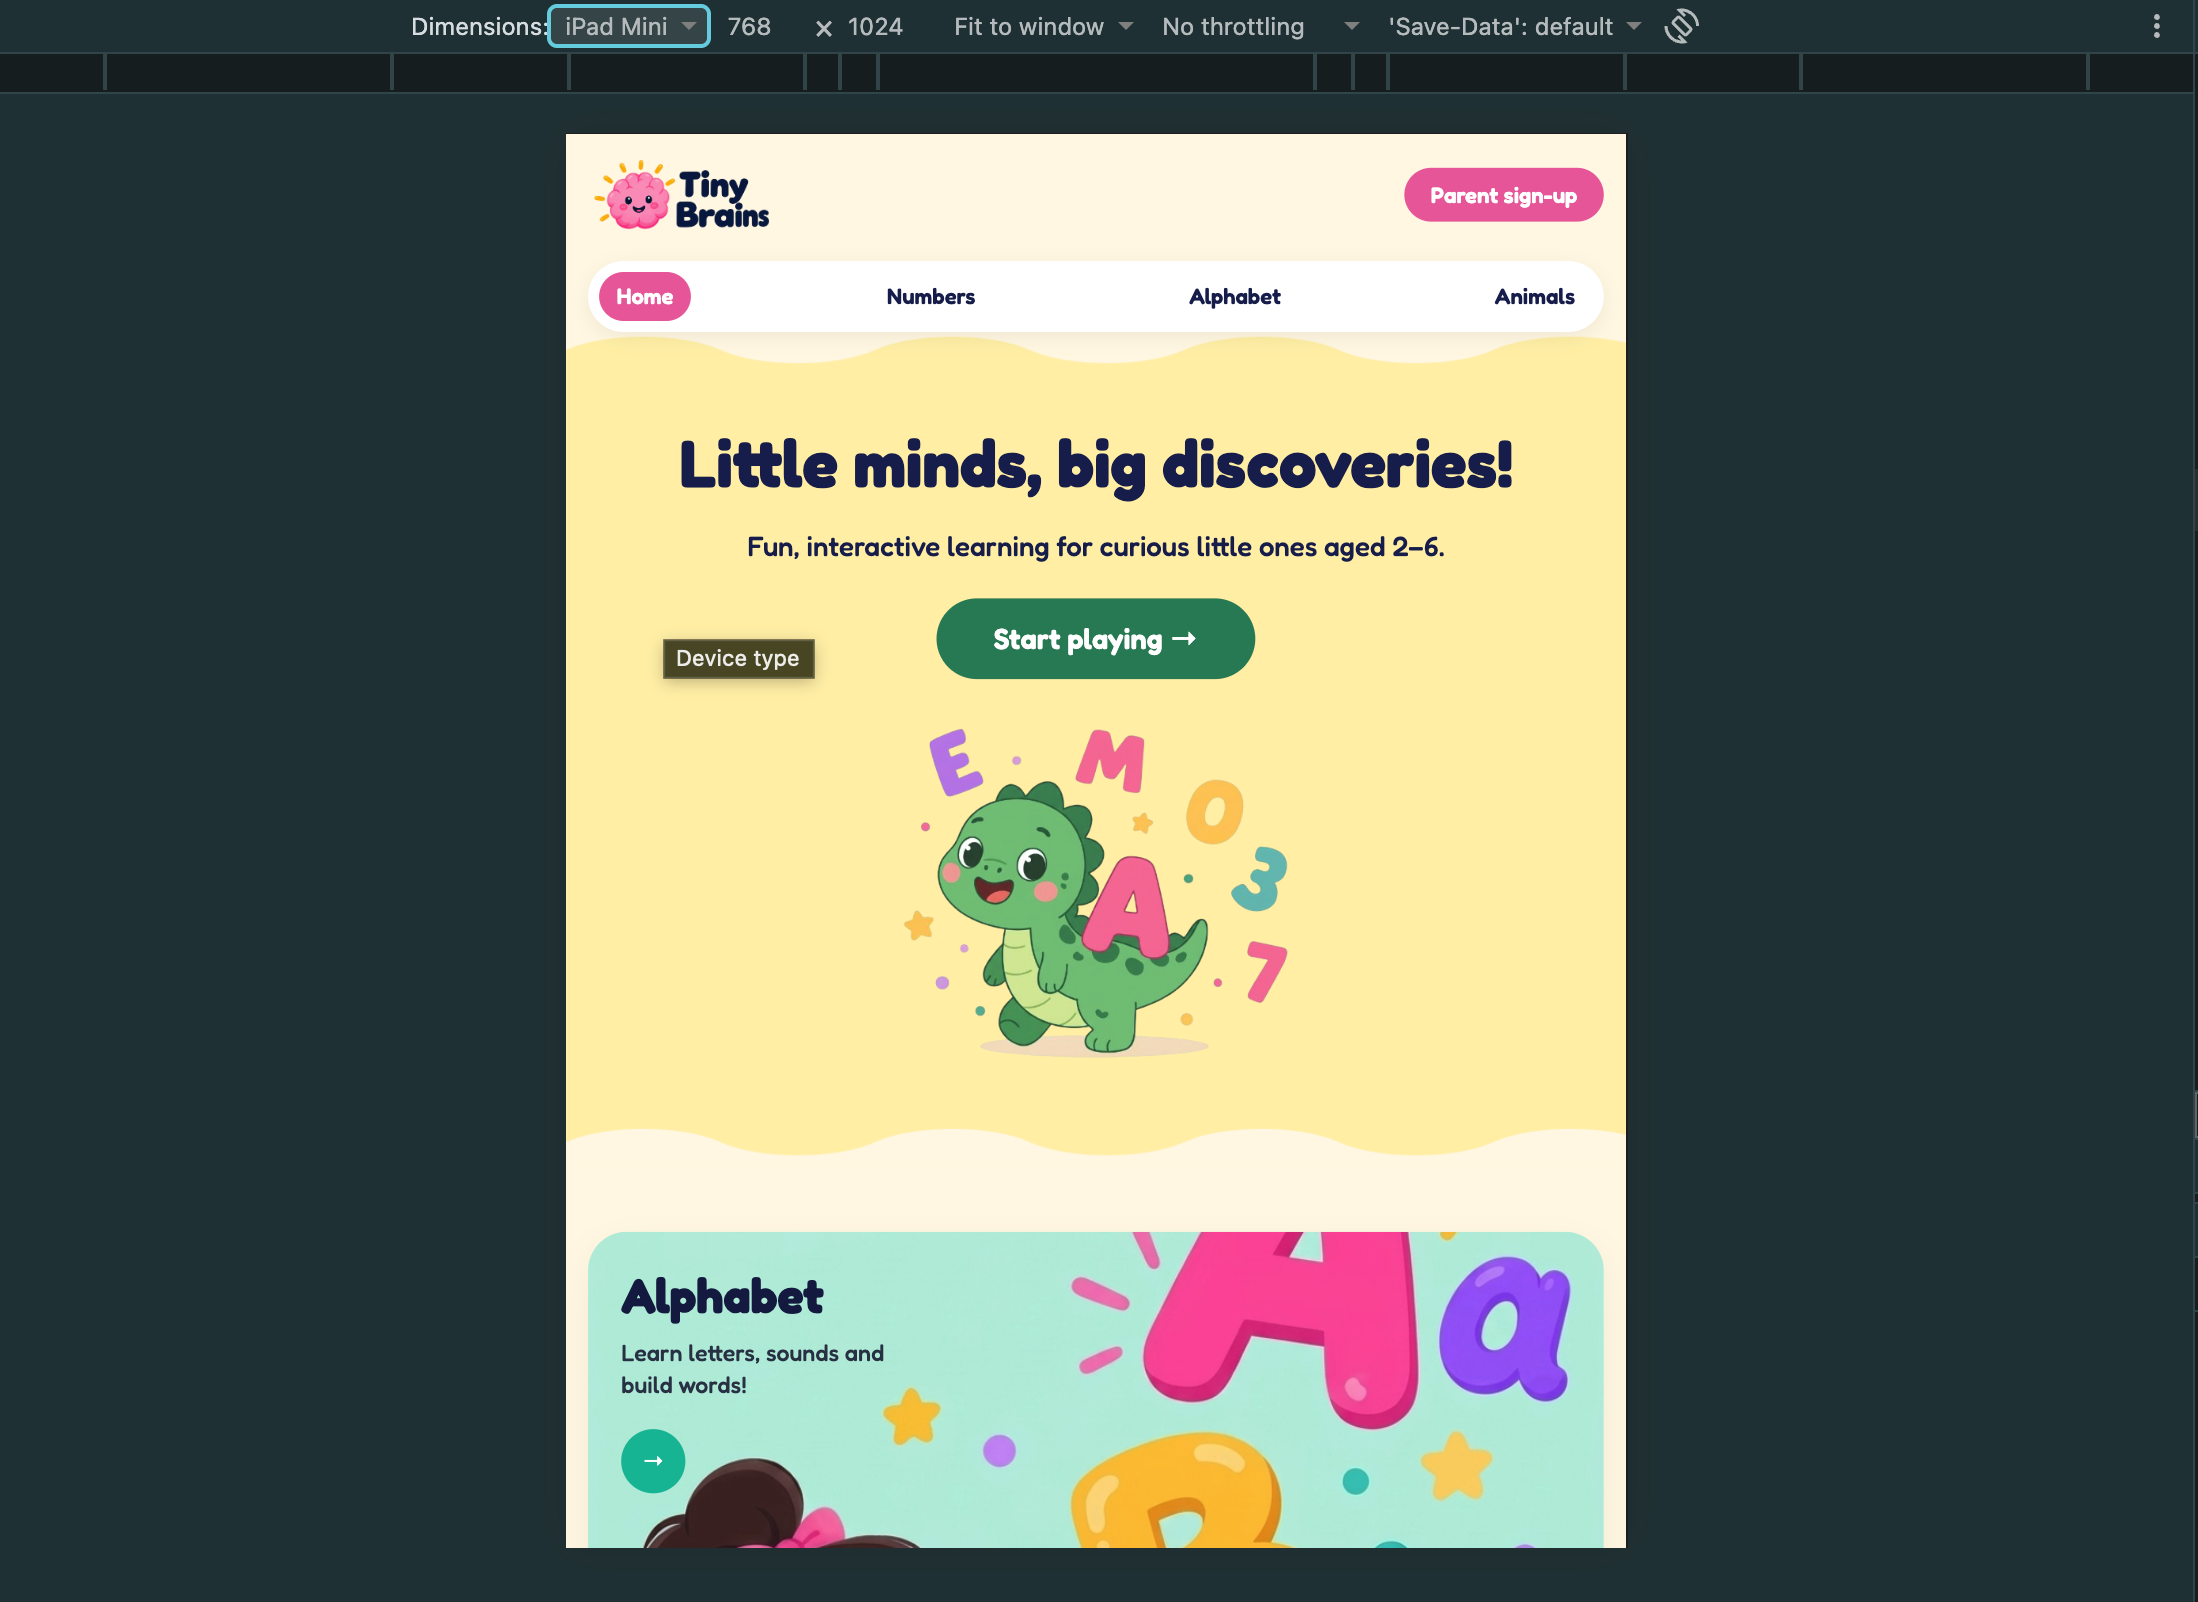 Dimensions: iPad Mini 768 × 1024 Fit to window No throttling 'Save-Data': default
Tiny
Brains
Parent sign-up
Home Numbers Alphabet Animals
Little minds, big discoveries!
Fun, interactive learning for curious little ones aged 2–6.
Start playing →
Device type
E M
O
3
A
7
Alphabet
Learn letters, sounds and
build words!
→
A a
B